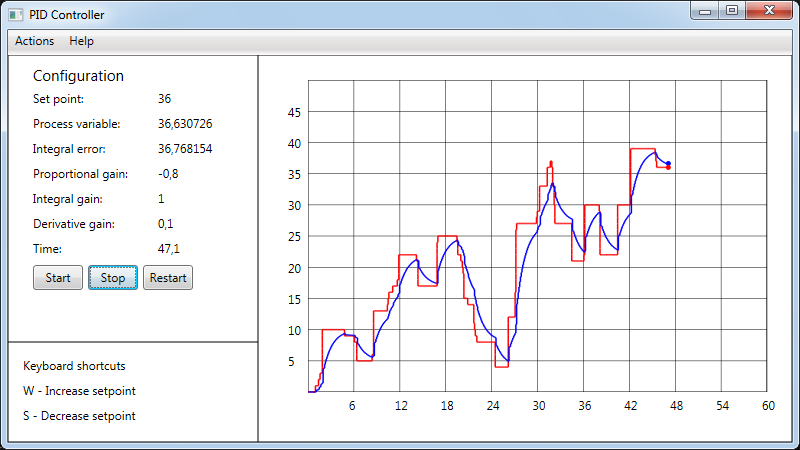 PID Controller
Actions Help
Configuration
Set point: 36
Process variable: 36,630726
Integral error: 36,768154
Proportional gain: -0,8
Integral gain: 1
Derivative gain: 0,1
Time: 47,1
Start Stop Restart
Keyboard shortcuts
W - Increase setpoint
S - Decrease setpoint
45
40
35
30
25
20
15
10
5
6 12 18 24 30 36 42 48 54 60